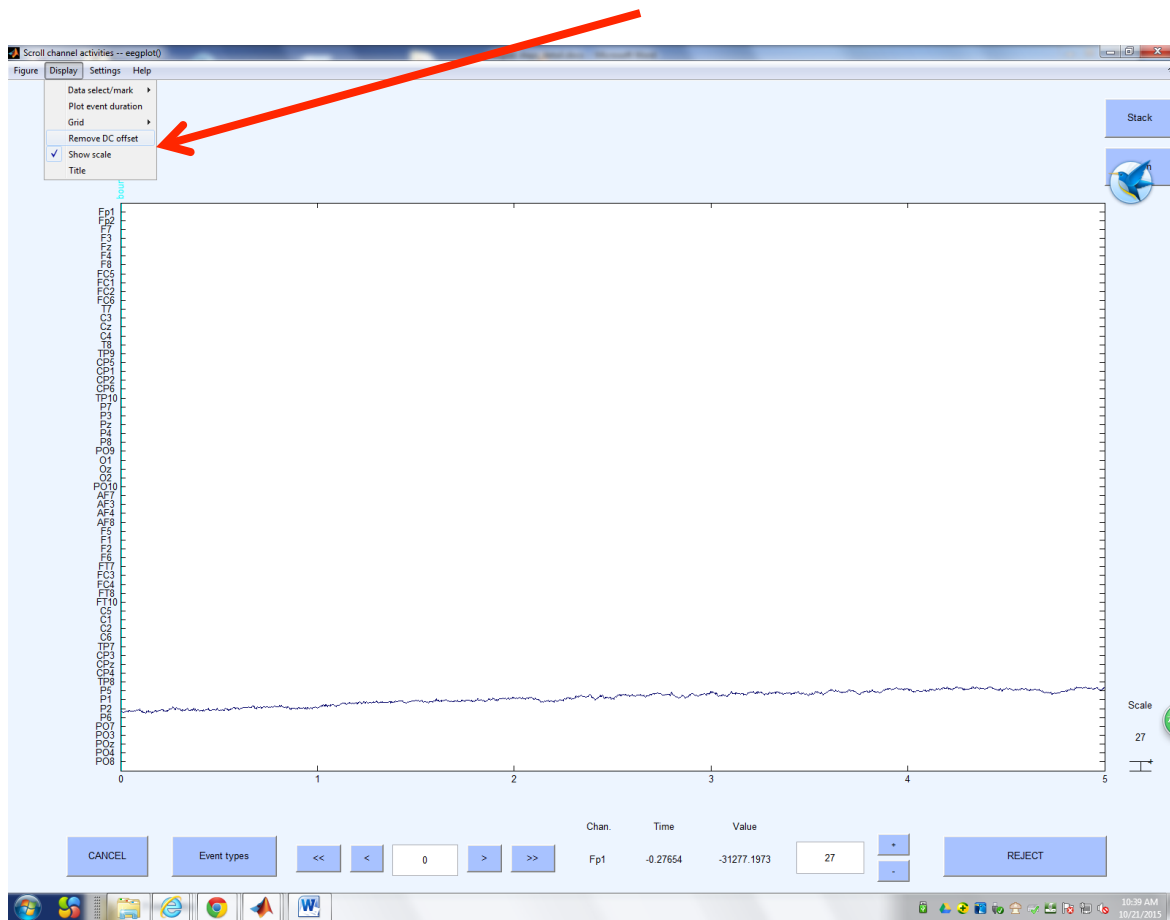 Scroll channel activities -- eegplot()
Figure Display Settings Help
Data select/mark
Plot event duration
Grid
Remove DC offset
Show scale
Title
Stack
Fp1
Fp2
F7
F3
Fz
F4
F8
FC5
FC1
FC2
FC6
T7
C3
Cz
C4
T8
TP9
CP5
CP1
CP2
CP6
TP10
P7
P3
Pz
P4
P8
PO9
O1
Oz
O2
PO10
AF7
AF3
AF4
AF8
F5
F1
F2
F6
FT7
FC3
FC4
FT8
FT10
C5
C1
C2
C6
TP7
CP3
CPz
CP4
TP8
P5
P1
P2
P6
PO7
PO3
POz
PO4
PO8
0 1 2 3 4 5
Scale
27
Chan. Time Value
CANCEL Event types << < 0 > >> Fp1 -0.27654 -31277.1973 27 + - REJECT
10:39 AM
10/21/2015